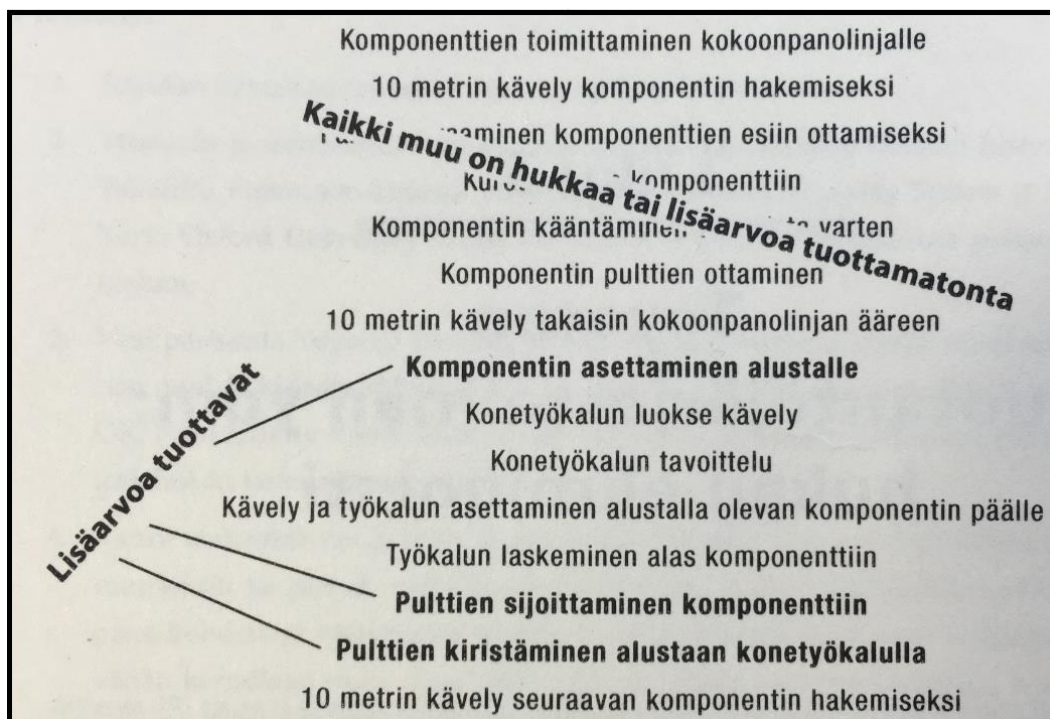 Komponenttien toimittaminen kokoonpanolinjalle
10 metrin kävely komponentin hakemiseksi
Kaikki muu on hukkaa tai lisäarvoa tuottamatonta
komponenttien esiin ottamiseksi
komponenttiin
Komponentin kääntäminen varten
Komponentin pulttien ottaminen
10 metrin kävely takaisin kokoonpanolinjan ääreen
Lisäarvoa tuottavat
Komponentin asettaminen alustalle
Konetyökalun luokse kävely
Konetyökalun tavoittelu
Kävely ja työkalun asettaminen alustalla olevan komponentin päälle
Työkalun laskeminen alas komponenttiin
Pulttien sijoittaminen komponenttiin
Pulttien kiristäminen alustaan konetyökalulla
10 metrin kävely seuraavan komponentin hakemiseksi